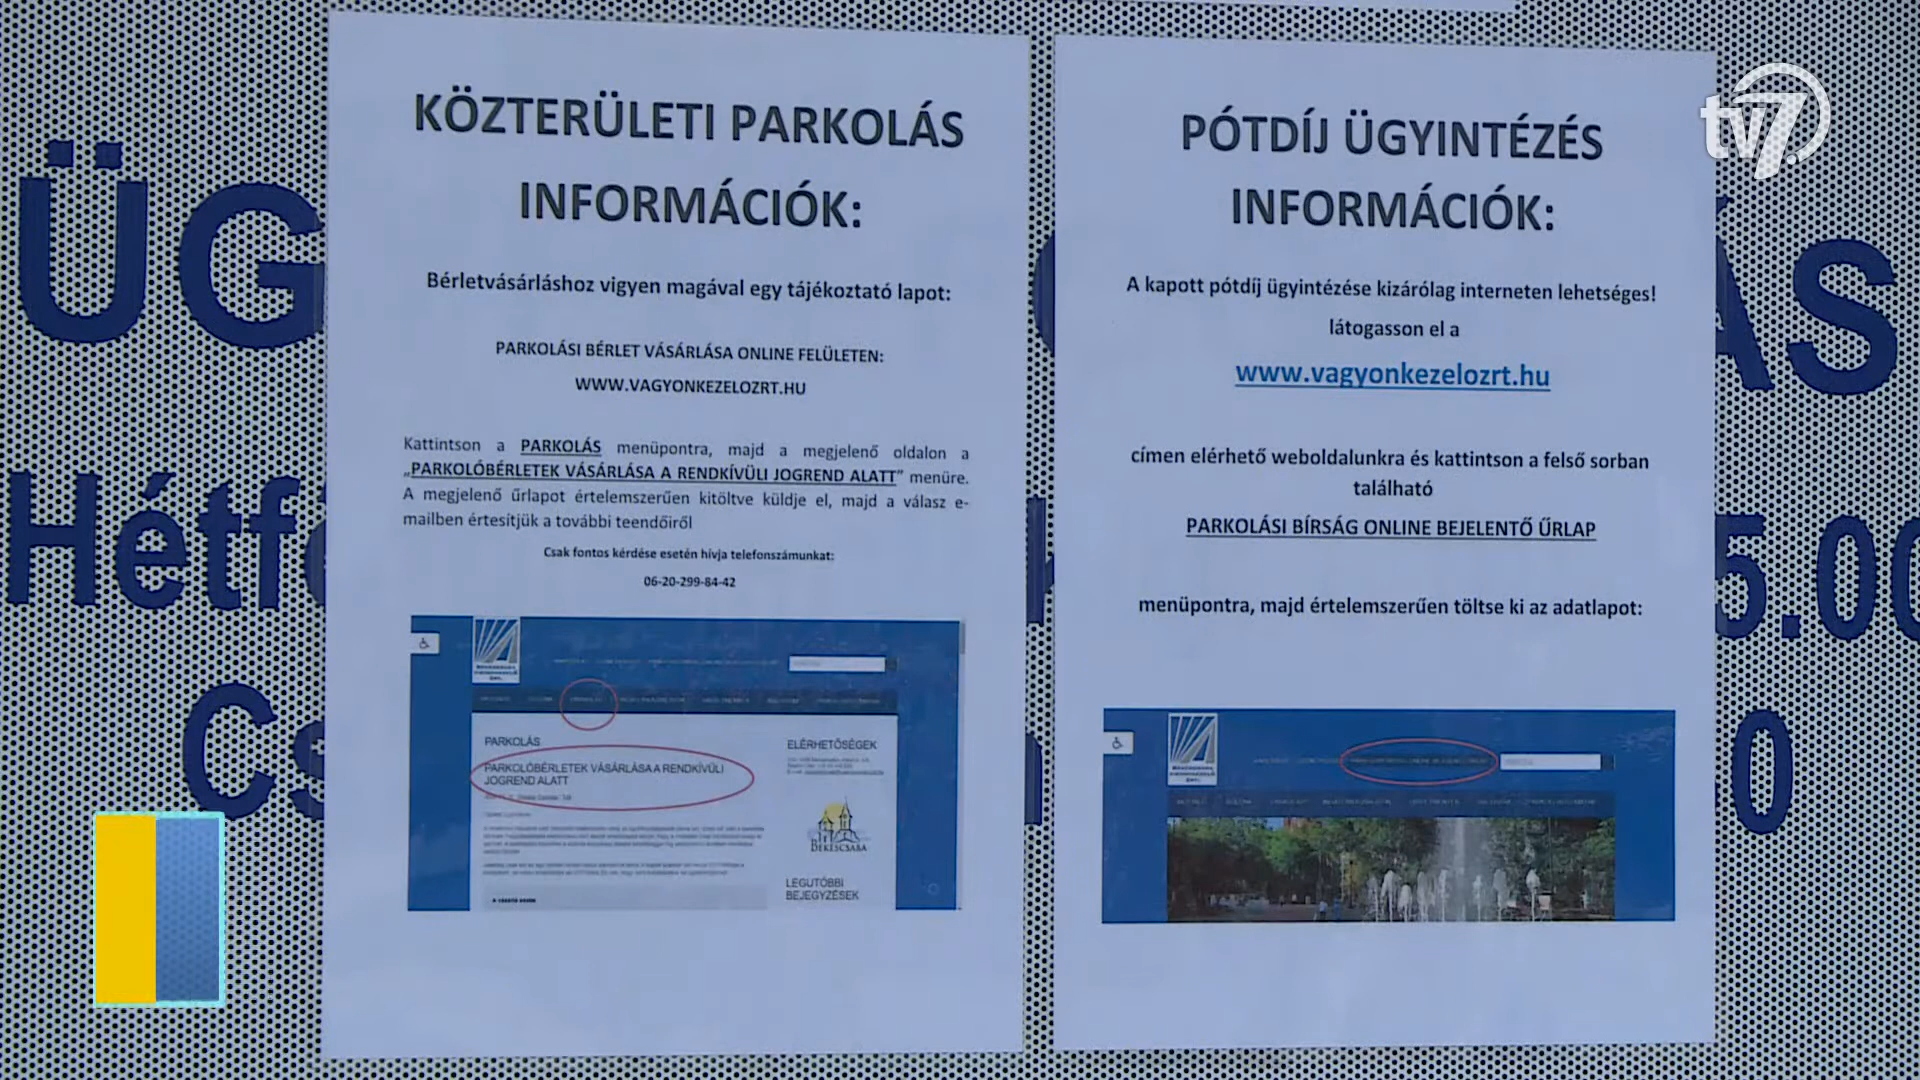 KÖZTERÜLETI PARKOLÁS
INFORMÁCIÓK:
Bérletvásárláshoz vigyen magával egy tájékoztató lapot:
PARKOLÁSI BÉRLET VÁSÁRLÁSA ONLINE FELÜLETEN:
WWW.VAGYONKEZELOZRT.HU
Kattintson a PARKOLÁS menüpontra, majd a megjelenő oldalon a
„PARKOLÓBÉRLETEK VÁSÁRLÁSA A RENDKÍVÜLI JOGREND ALATT" menüre.
A megjelenő űrlapot értelemszerűen kitöltve küldje el, majd a válasz e-
mailben értesítjük a további teendőiről
Csak fontos kérdése esetén hívja telefonszámunkat:
06-20-299-84-42
PARKOLÁS
PARKOLÓBÉRLETEK VÁSÁRLÁSA A RENDKÍVÜLI
JOGREND ALATT
ELÉRHETŐSÉGEK
BÉKÉSCSABA
LEGUTÓBBI
BEJEGYZÉSEK
PÓTDÍJ ÜGYINTÉZÉS
INFORMÁCIÓK:
A kapott pótdíj ügyintézése kizárólag interneten lehetséges!
látogasson el a
www.vagyonkezelozrt.hu
címen elérhető weboldalunkra és kattintson a felső sorban
található
PARKOLÁSI BÍRSÁG ONLINE BEJELENTŐ ŰRLAP
menüpontra, majd értelemszerűen töltse ki az adatlapot:
tv7.
ÜG
ÁS
Hétf
5.00
Cs
0